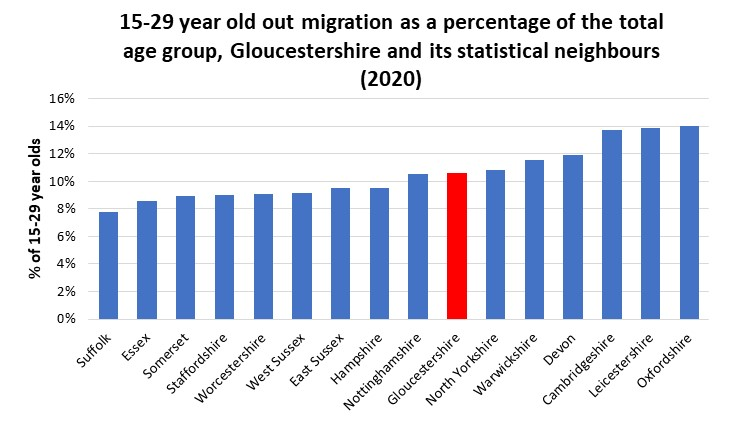 15-29 year old out migration as a percentage of the total
age group, Gloucestershire and its statistical neighbours
(2020)
% of 15-29 year olds
16%
14%
12%
10%
8%
6%
4%
2%
0%
Suffolk
Essex
Somerset
Staffordshire
Worcestershire
West Sussex
East Sussex
Hampshire
Nottinghamshire
Gloucestershire
North Yorkshire
Warwickshire
Devon
Cambridgeshire
Leicestershire
Oxfordshire